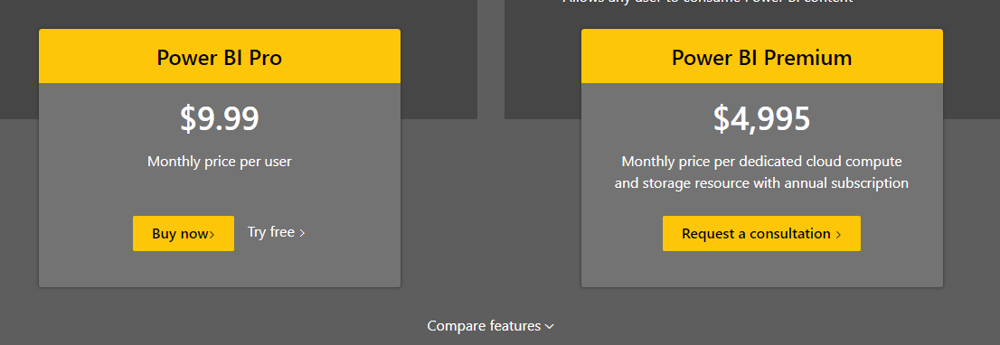 Allows any user to consume Power BI content
Power BI Pro
$9.99
Monthly price per user
Buy now›
Try free ›
Power BI Premium
$4,995
Monthly price per dedicated cloud compute
and storage resource with annual subscription
Request a consultation ›
Compare features